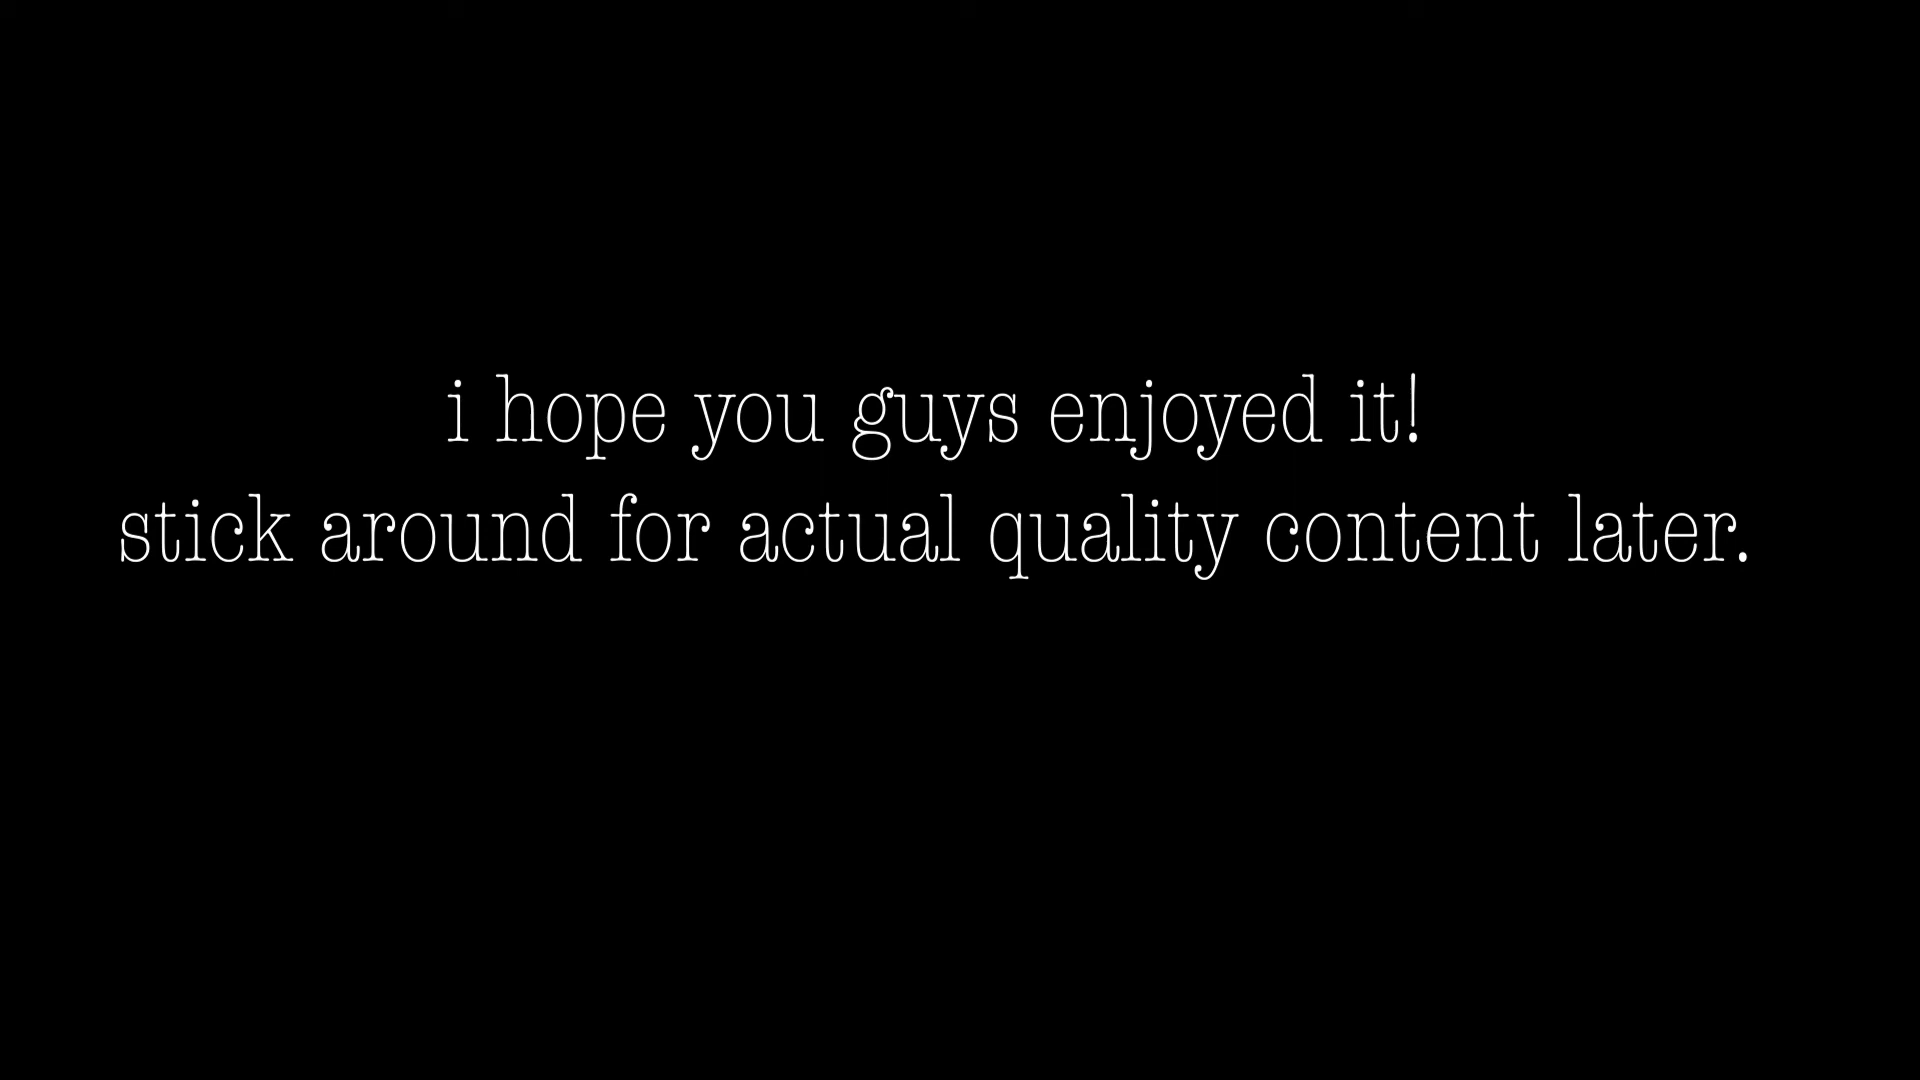 i hope you guys enjoyed it!
stick around for actual quality content later.